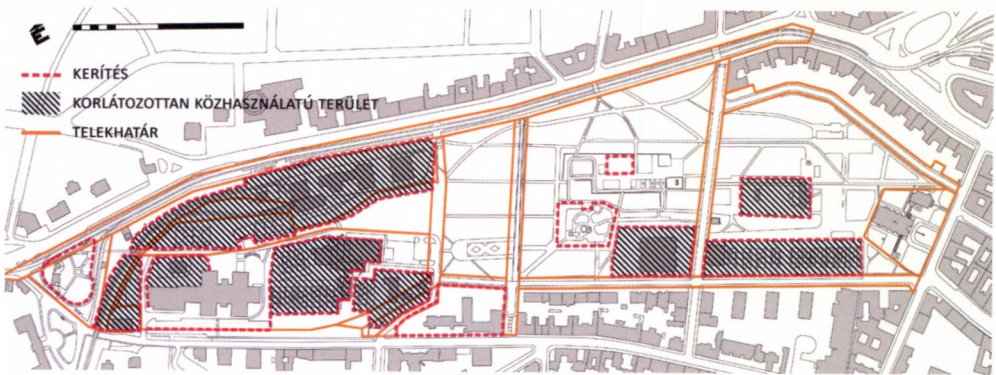 É
KERÍTÉS
KORLÁTOZOTTAN KÖZHASZNÁLATÚ TERÜLET
TELEKHATÁR